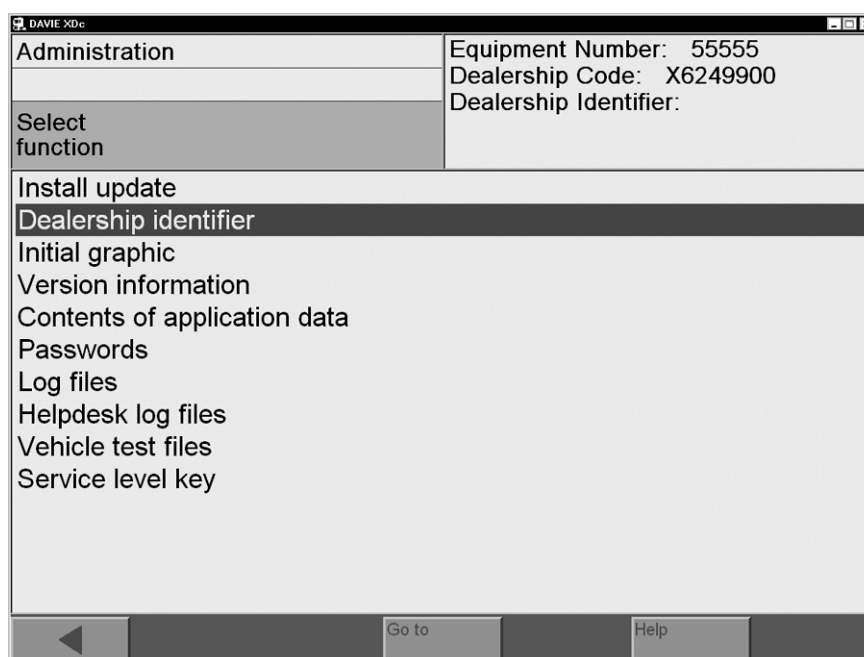 DAVIE XDc
Administration
Equipment Number: 55555
Dealership Code: X6249900
Dealership Identifier:
Select
function
Install update
Dealership identifier
Initial graphic
Version information
Contents of application data
Passwords
Log files
Helpdesk log files
Vehicle test files
Service level key
Go to
Help